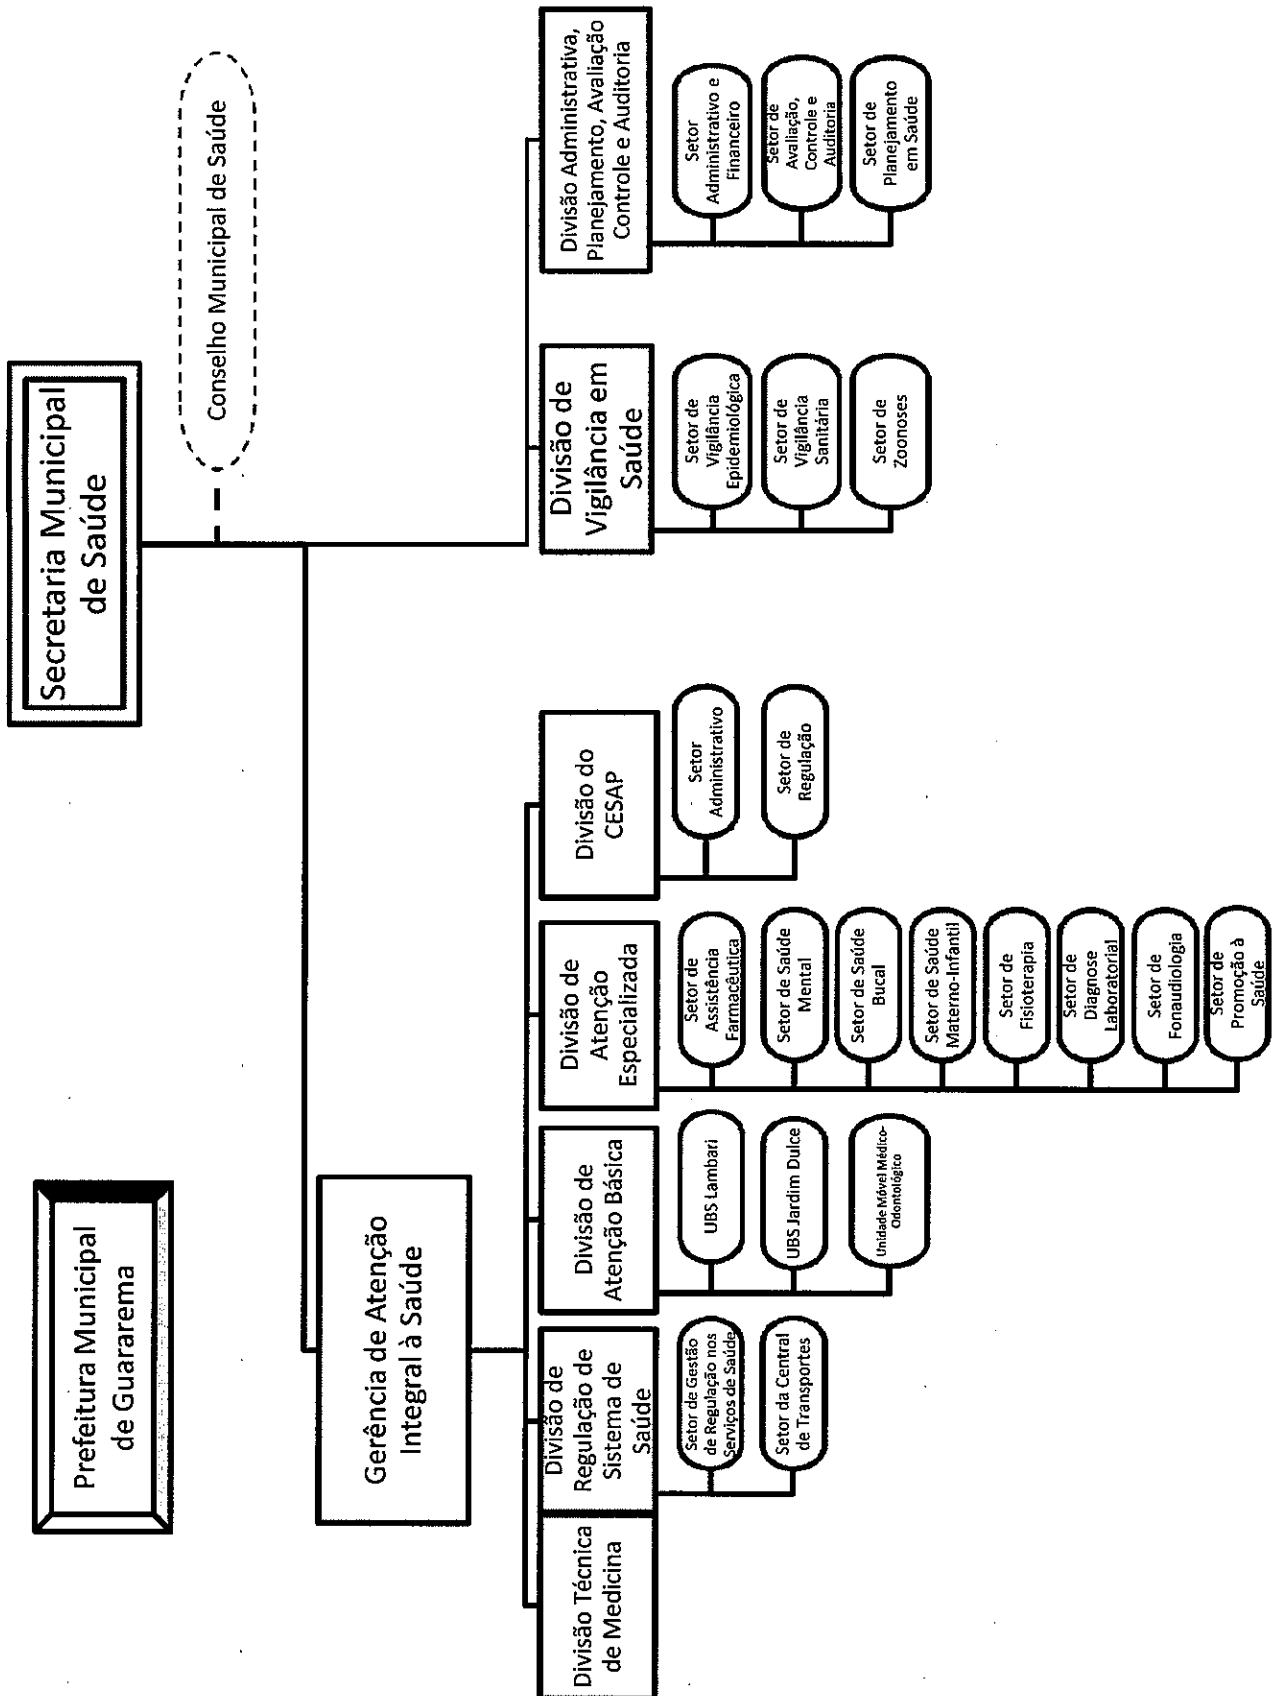 Prefeitura Municipal
de Guararema
Secretaria Municipal
de Saúde
Conselho Municipal de Saúde
Gerência de Atenção
Integral à Saúde
Divisão Técnica
de Medicina
Divisão de
Regulação de
Sistema de
Saúde
Setor de Gestão
de Regulação nos
Serviços de Saúde
Setor da Central
de Transportes
Divisão de
Atenção Básica
UBS Lambari
UBS Jardim Dulce
Unidade Móvel Médico-
Odontológico
Divisão de
Atenção
Especializada
Setor de
Assistência
Farmacêutica
Setor de Saúde
Mental
Setor de Saúde
Bucal
Setor de Saúde
Materno-Infantil
Setor de
Fisioterapia
Setor de
Diagnose
Laboratorial
Setor de
Fonaudiologia
Setor de
Promoção à
Saúde
Divisão do
CESAP
Setor
Administrativo
Setor de
Regulação
Divisão de
Vigilância em
Saúde
Setor de
Vigilância
Epidemiológica
Setor de
Vigilância
Sanitária
Setor de
Zoonoses
Divisão Administrativa,
Planejamento, Avaliação
Controle e Auditoria
Setor
Administrativo e
Financeiro
Setor de
Avaliação,
Controle e
Auditoria
Setor de
Planejamento
em Saúde